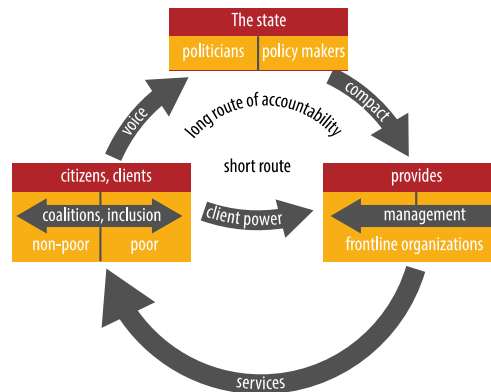 The state
politicians
policy makers
voice
compact
long route of accountability
short route
citizens, clients
coalitions, inclusion
non-poor
poor
client power
provides
management
frontline organizations
services